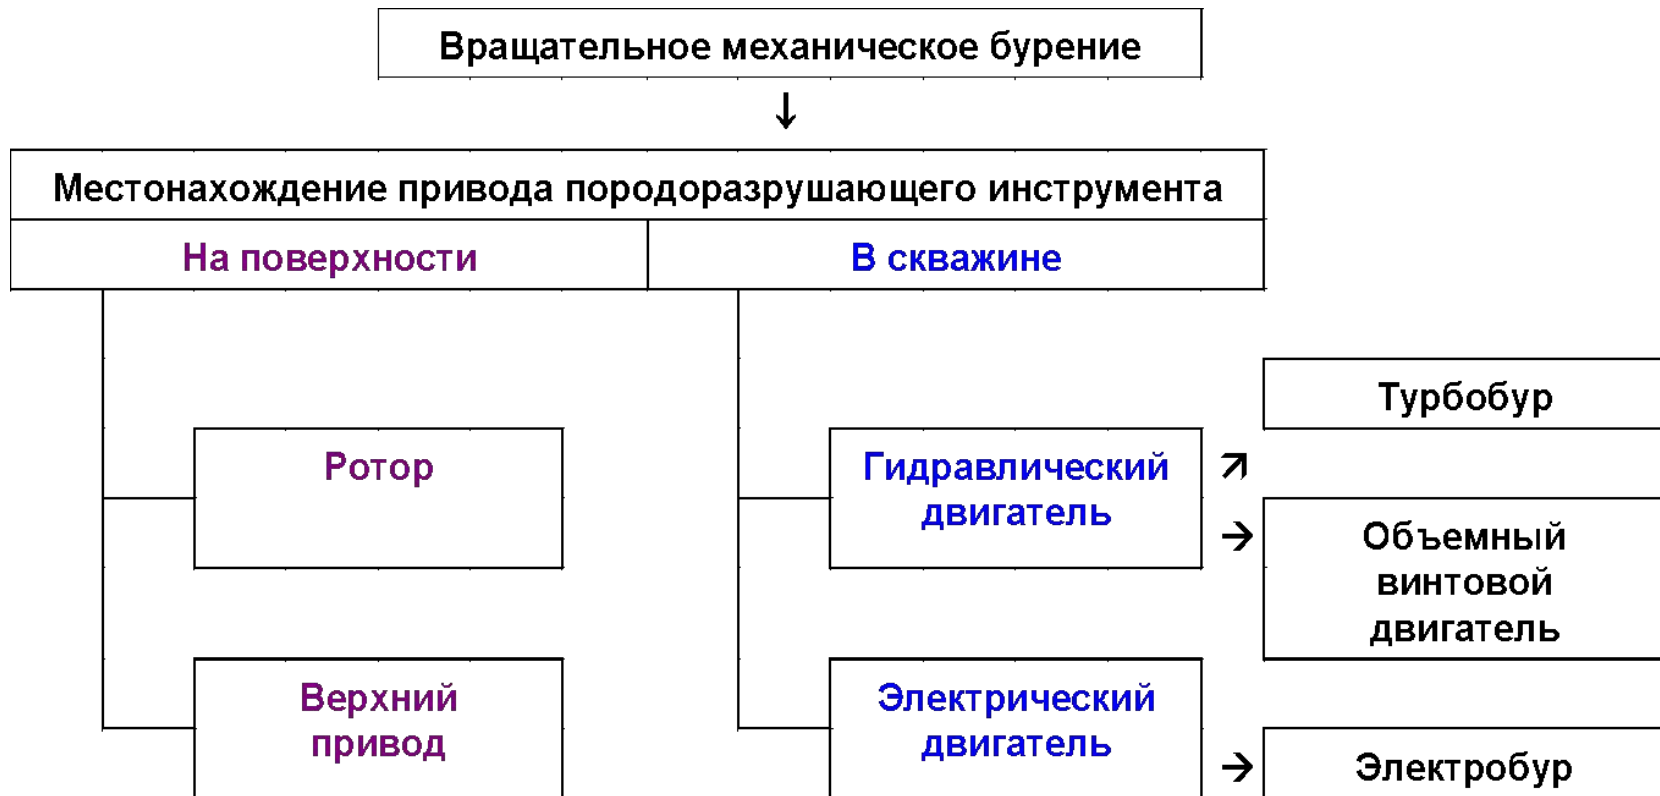 Вращательное механическое бурение
↓
Местонахождение привода породоразрушающего инструмента
На поверхности
В скважине
Ротор
Верхний
привод
Гидравлический
двигатель
↗
→
Турбобур
Объемный
винтовой
двигатель
Электрический
двигатель
→
Электробур